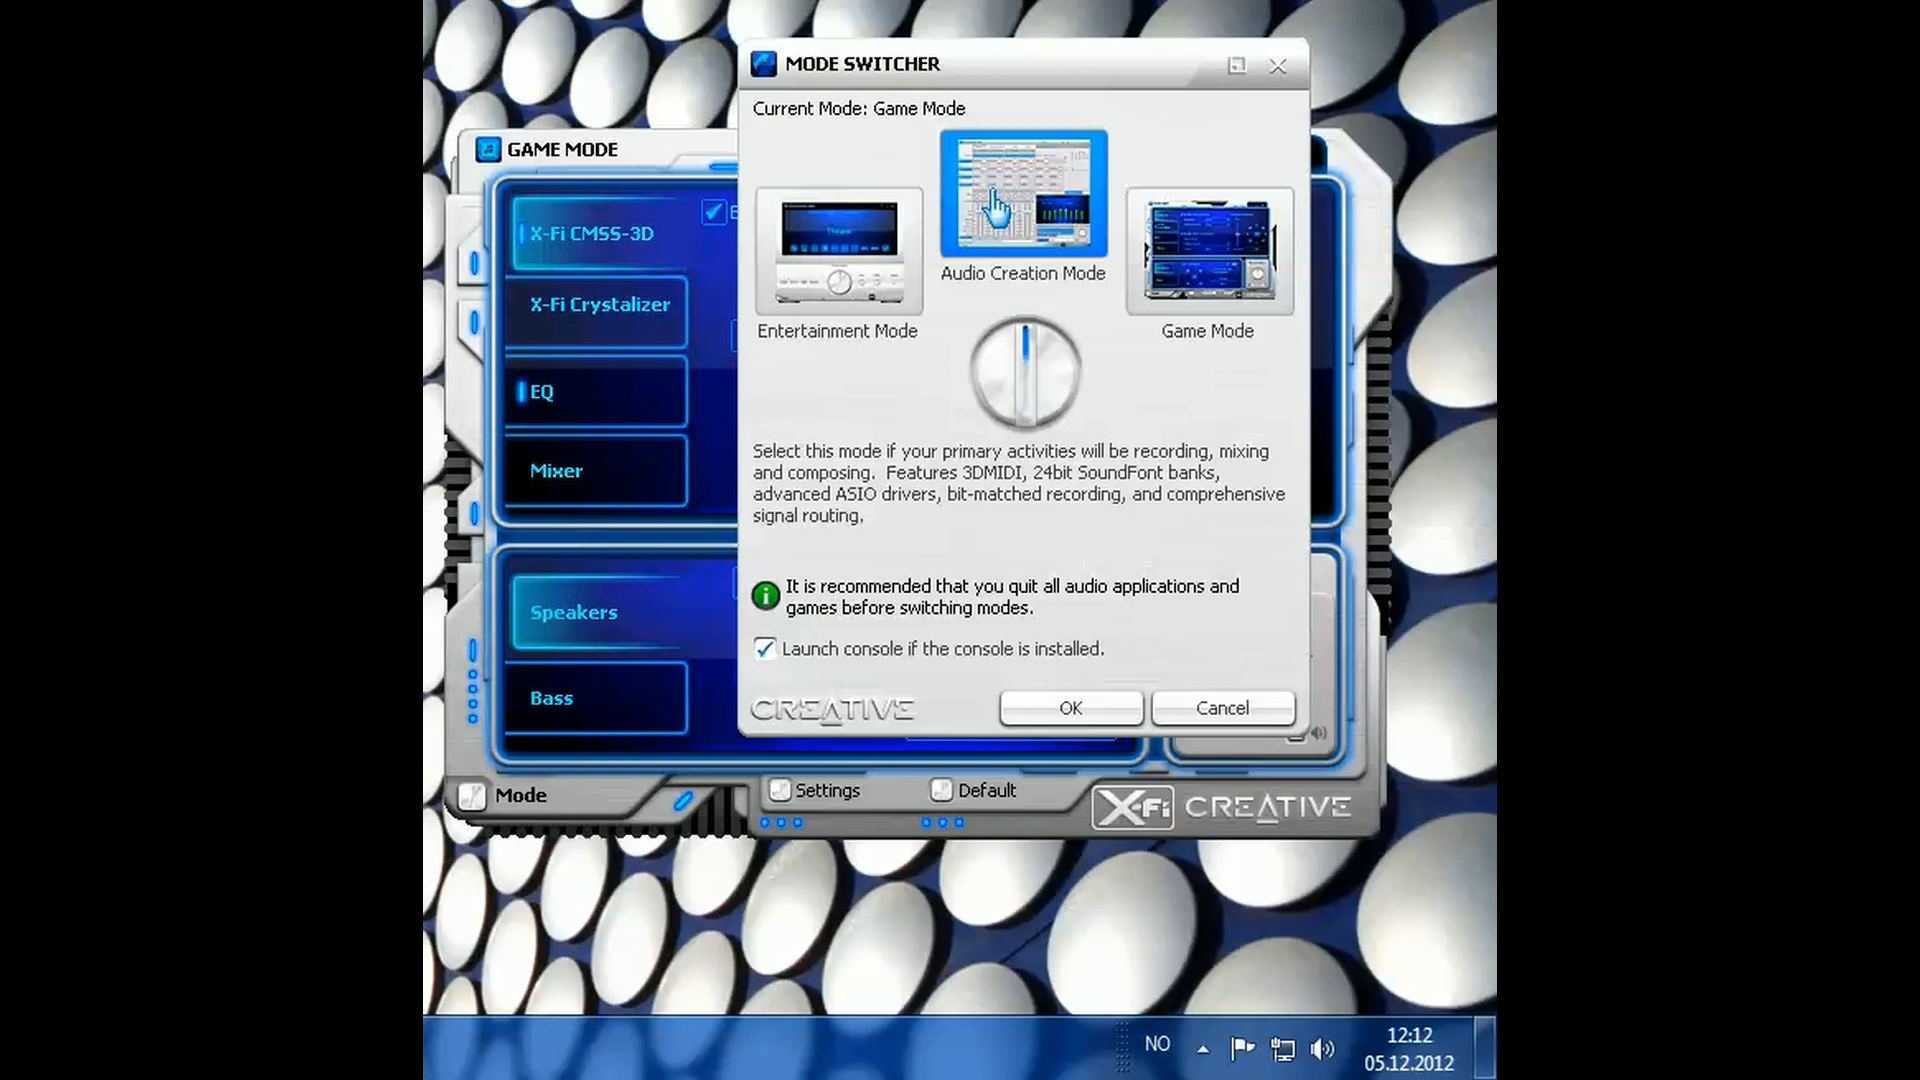 MODE SWITCHER
Current Mode: Game Mode
GAME MODE
X-Fi CMSS-3D
X-Fi Crystalizer
EQ
Mixer
Speakers
Bass
Audio Creation Mode
Entertainment Mode
Game Mode
Select this mode if your primary activities will be recording, mixing
and composing. Features 3DMIDI, 24bit SoundFont banks,
advanced ASIO drivers, bit-matched recording, and comprehensive
signal routing.
It is recommended that you quit all audio applications and
games before switching modes.
Launch console if the console is installed.
CREATIVE
OK
Cancel
Mode
Settings
Default
X-Fi CREATIVE
NO
12:12
05.12.2012